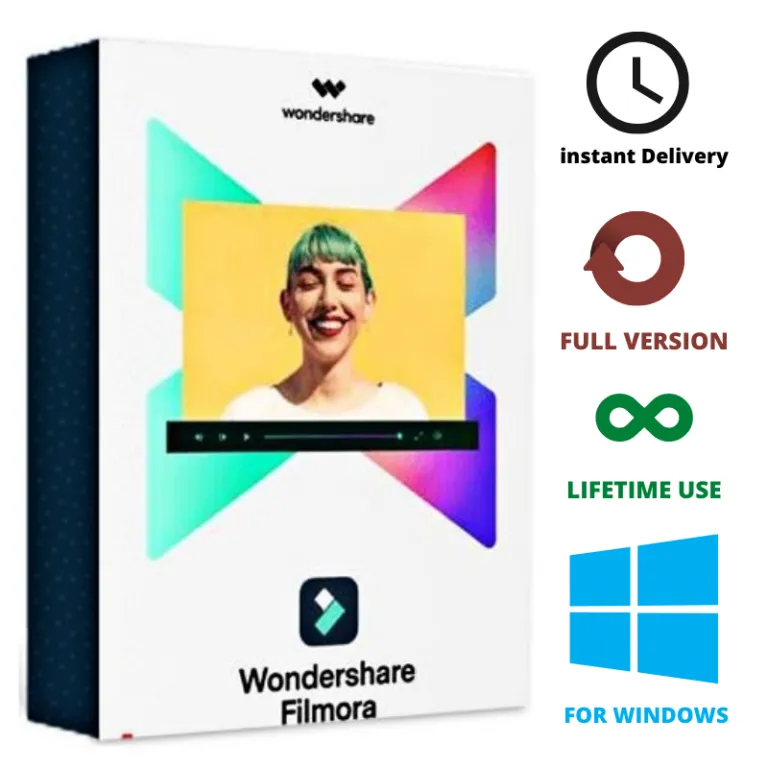 wondershare
Wondershare
Filmora
instant Delivery
FULL VERSION
LIFETIME USE
FOR WINDOWS